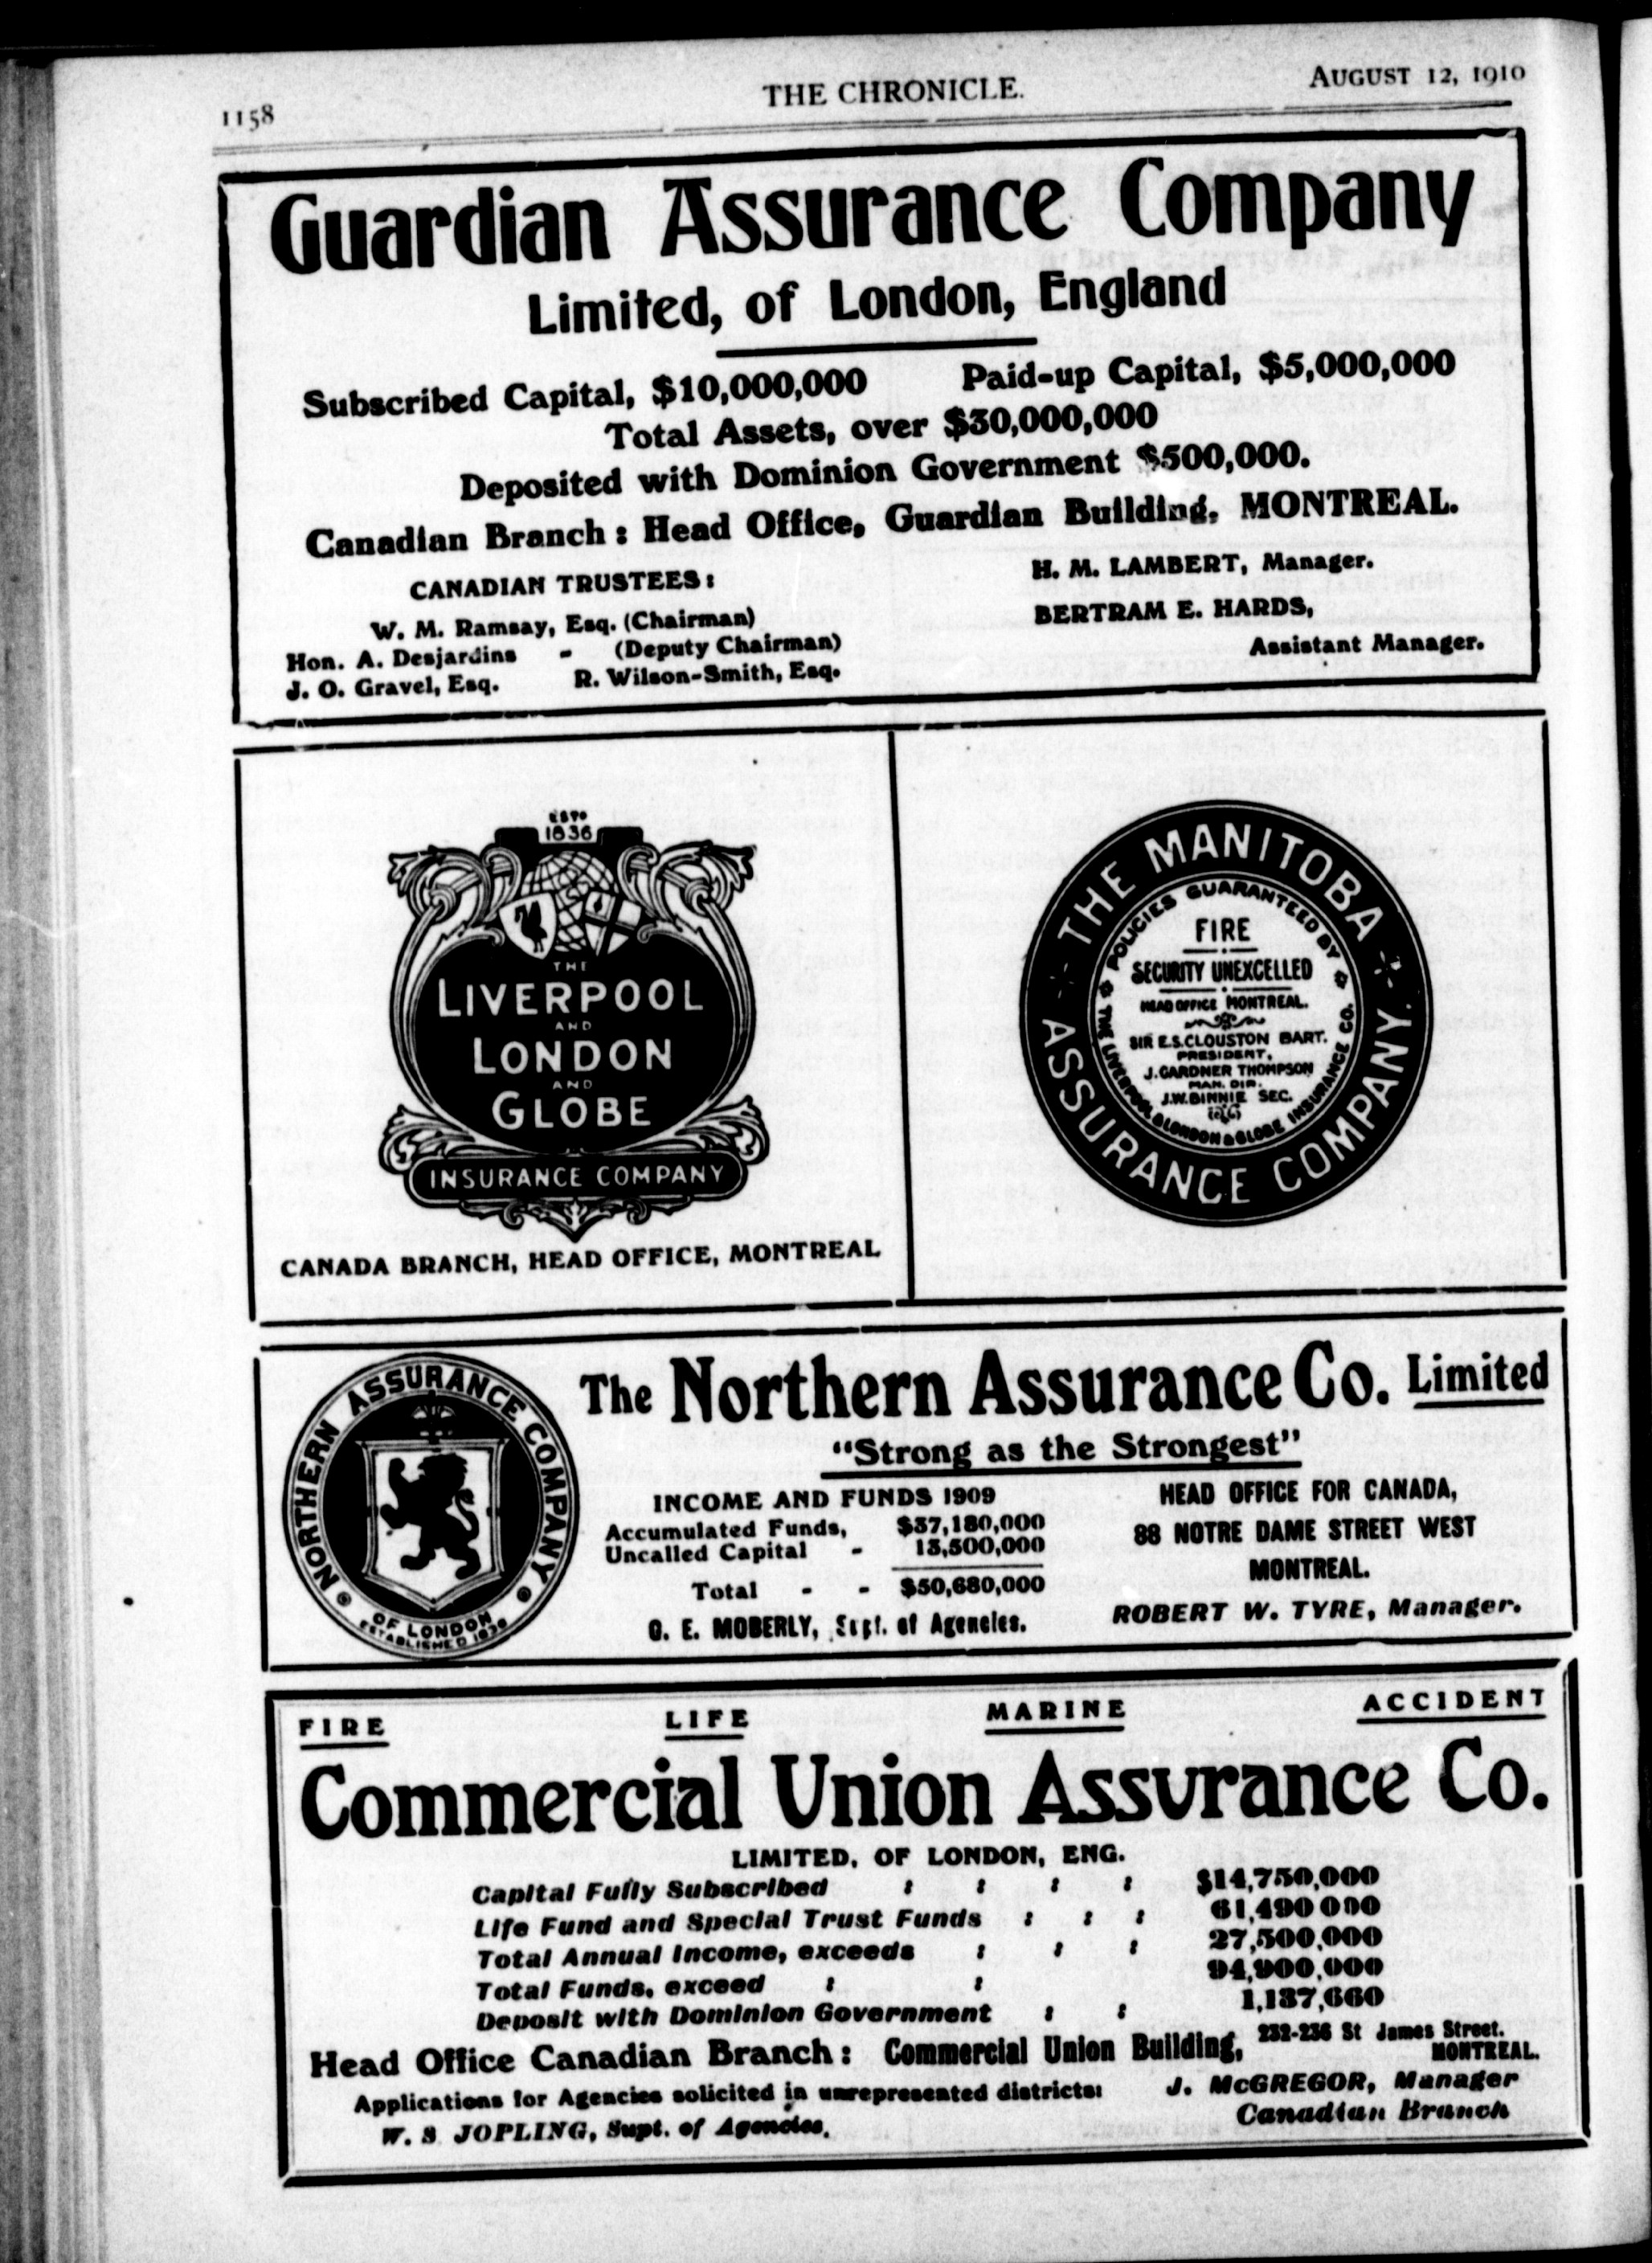 1158
THE CHRONICLE.
AUGUST 12, 1910
Guardian Assurance Company
Limited, of London, England
Subscribed Capital, $10,000,000 Paid-up Capital, $5,000,000
Total Assets, over $30,000,000
Deposited with Dominion Government $500,000.
Canadian Branch: Head Office, Guardian Building, MONTREAL.
CANADIAN TRUSTEES:
W. M. Ramsay, Esq. (Chairman)
Hon. A. Desjardins - (Deputy Chairman)
J. O. Gravel, Esq. R. Wilson-Smith, Esq.
H. M. LAMBERT, Manager.
BERTRAM E. HARDS,
Assistant Manager.
ESTD
1836
THE
LIVERPOOL
AND
LONDON
AND
GLOBE
INSURANCE COMPANY
CANADA BRANCH, HEAD OFFICE, MONTREAL
THE MANITOBA
ASSURANCE COMPANY.
POLICIES GUARANTEED BY
THE LIVERPOOL & LONDON & GLOBE INSURANCE CO.
FIRE
SECURITY UNEXCELLED
HEAD OFFICE MONTREAL.
SIR E.S.CLOUSTON BART.
PRESIDENT,
J.GARDNER THOMPSON
MAN. DIR.
J.W.BINNIE SEC.
NORTHERN ASSURANCE COMPANY
OF LONDON
ESTABLISHED 1836
The Northern Assurance Co. Limited
"Strong as the Strongest"
INCOME AND FUNDS 1909
Accumulated Funds, $37,180,000
Uncalled Capital - 13,500,000
Total - - $50,680,000
G. E. MOBERLY, Supt. of Agencies.
HEAD OFFICE FOR CANADA,
88 NOTRE DAME STREET WEST
MONTREAL.
ROBERT W. TYRE, Manager.
FIRE LIFE MARINE ACCIDENT
Commercial Union Assurance Co.
LIMITED, OF LONDON, ENG.
Capital Fully Subscribed : : : : $14,750,000
Life Fund and Special Trust Funds : : : 61,490 000
Total Annual Income, exceeds : : : 27,500,000
Total Funds, exceed : : 94,900,000
Deposit with Dominion Government : : 1,137,660
Head Office Canadian Branch: Commercial Union Building, 232-236 St James Street.
MONTREAL.
Applications for Agencies solicited in unrepresented districts:
W. S JOPLING, Supt. of Agencies.
J. McGREGOR, Manager
Canadian Branch